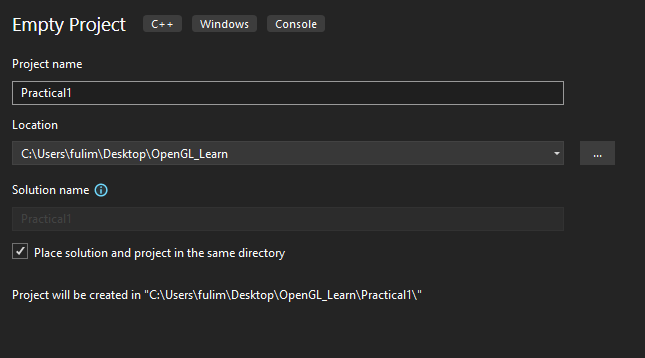 Empty Project C++ Windows Console
Project name
Practical1
Location
C:\Users\fulim\Desktop\OpenGL_Learn ...
Solution name
Practical1
Place solution and project in the same directory
Project will be created in "C:\Users\fulim\Desktop\OpenGL_Learn\Practical1\"